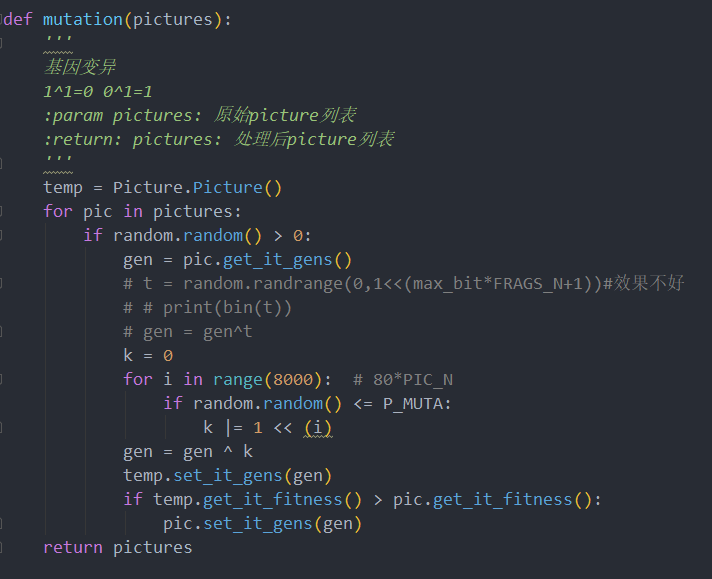 def mutation(pictures):
    '''
    基因变异
    1^1=0 0^1=1
    :param pictures: 原始picture列表
    :return: pictures: 处理后picture列表
    '''
    temp = Picture.Picture()
    for pic in pictures:
        if random.random() > 0:
            gen = pic.get_it_gens()
            # t = random.randrange(0,1<<(max_bit*FRAGS_N+1))#效果不好
            # # print(bin(t))
            # gen = gen^t
            k = 0
            for i in range(8000):  # 80*PIC_N
                if random.random() <= P_MUTA:
                    k |= 1 << (i)
            gen = gen ^ k
            temp.set_it_gens(gen)
            if temp.get_it_fitness() > pic.get_it_fitness():
                pic.set_it_gens(gen)
    return pictures